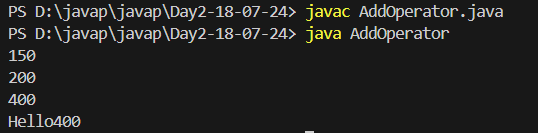 PS D:\javap\javap\Day2-18-07-24> javac AddOperator.java
PS D:\javap\javap\Day2-18-07-24> java AddOperator
150
200
400
Hello400